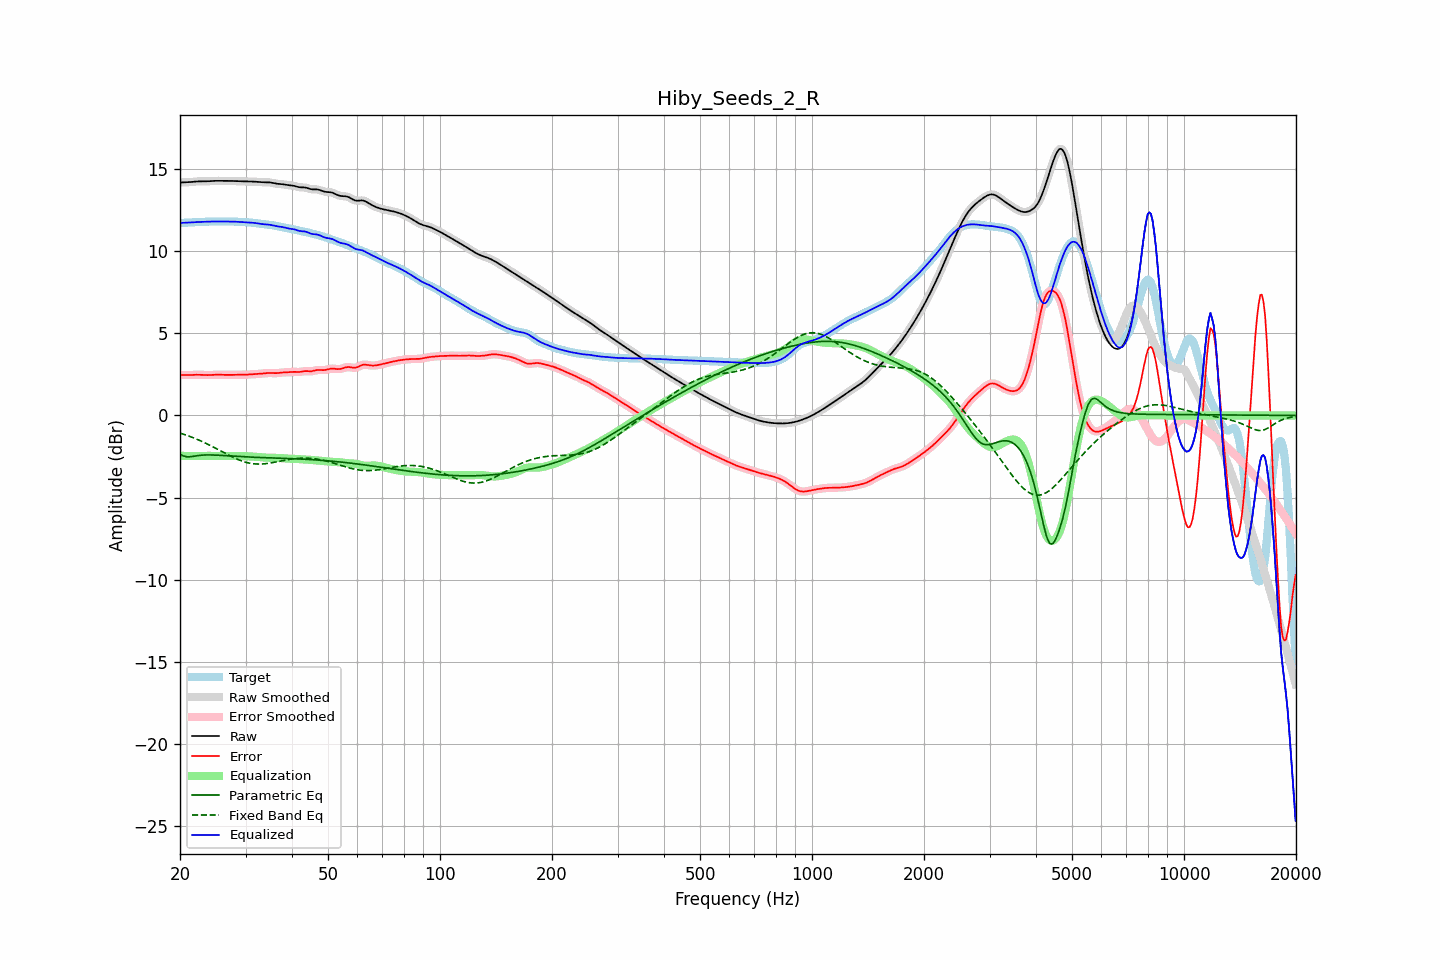 Hiby_Seeds_2_R
15
10
5
0
−5
−10
−15
−20
−25
Amplitude (dBr)
Target
Raw Smoothed
Error Smoothed
Raw
Error
Equalization
Parametric Eq
Fixed Band Eq
Equalized
20 50 100 200 500 1000 2000 5000 10000 20000
Frequency (Hz)